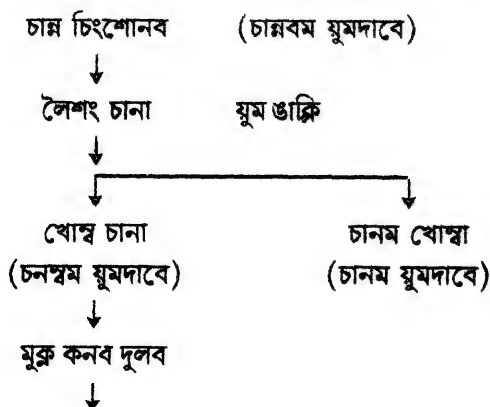 চান্ন চিংশোনব (চান্নবম য়ুমদাবে)
লৈশং চানা য়ুম ঙাক্লি
খোম্ব চানা চানম খোম্বা
(চনম্বম য়ুমদাবে) (চানম য়ুমদাবে)
মুক্ন কনব দুলব